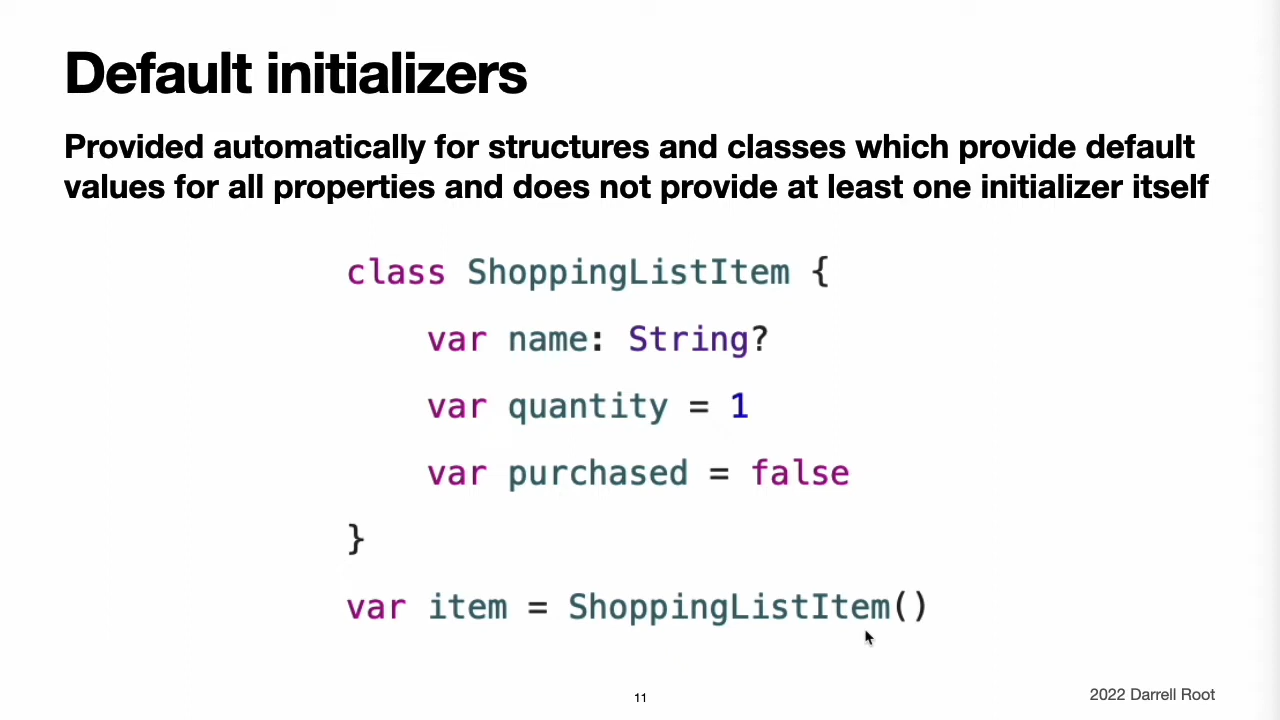 Default initializers
Provided automatically for structures and classes which provide default
values for all properties and does not provide at least one initializer itself
class ShoppingListItem {
    var name: String?
    var quantity = 1
    var purchased = false
}
var item = ShoppingListItem()
11
2022 Darrell Root